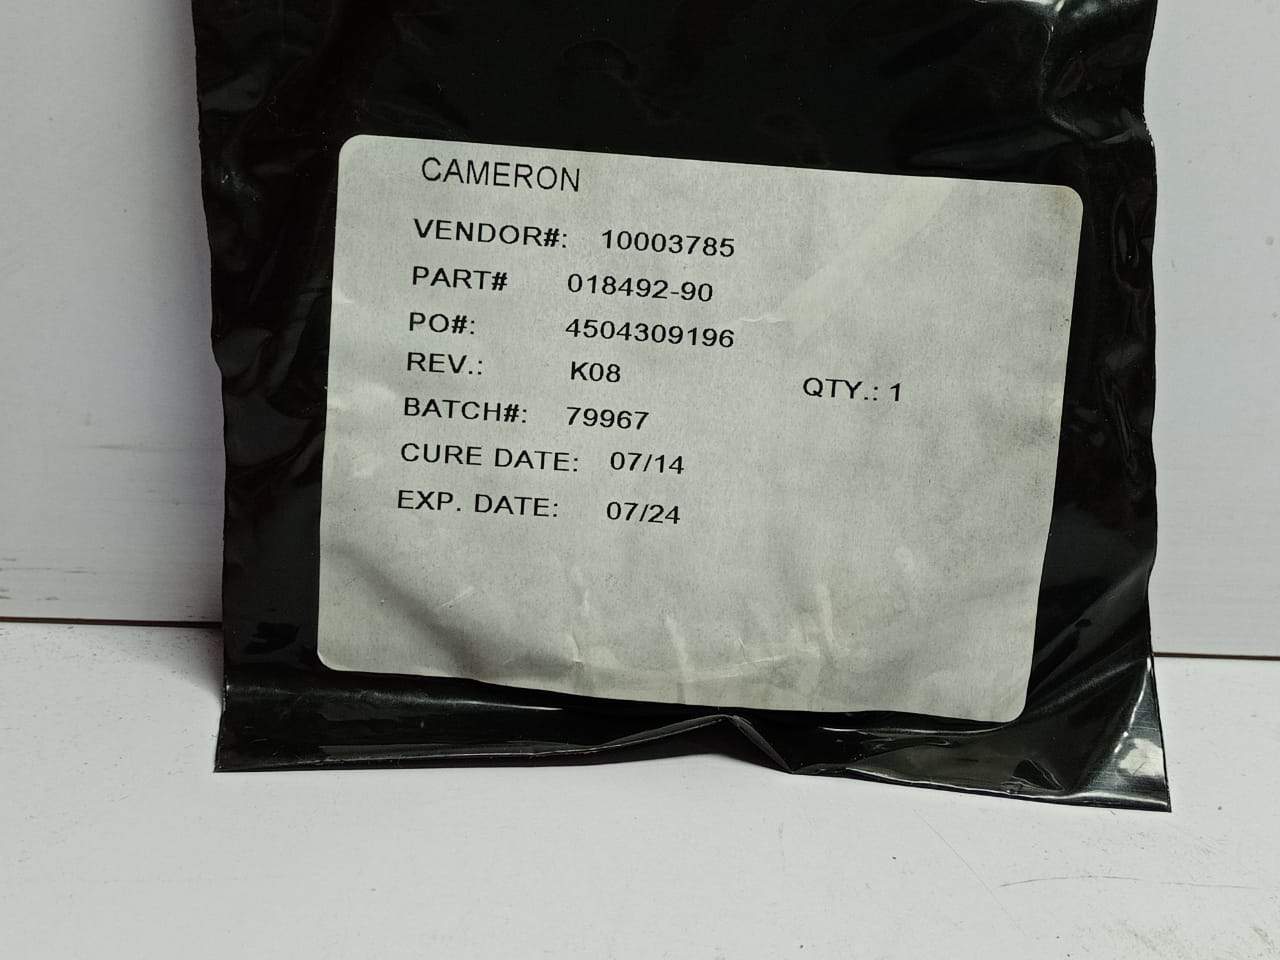 CAMERON
VENDOR#: 10003785
PART# 018492-90
PO#: 4504309196
REV.: K08 QTY.: 1
BATCH#: 79967
CURE DATE: 07/14
EXP. DATE: 07/24